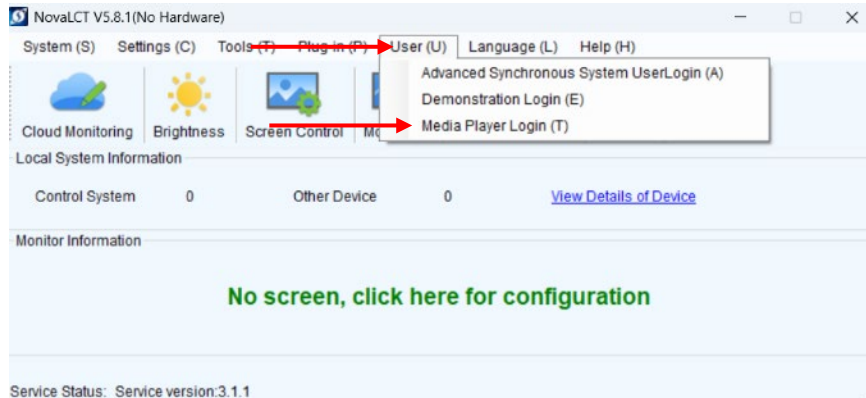 NovaLCT V5.8.1(No Hardware)
System (S) Settings (C) Tools (T) Plug-in (P) User (U) Language (L) Help (H)
Advanced Synchronous System UserLogin (A)
Demonstration Login (E)
Media Player Login (T)
Cloud Monitoring Brightness Screen Control
Local System Information
Control System 0 Other Device 0 View Details of Device
Monitor Information
No screen, click here for configuration
Service Status: Service version:3.1.1